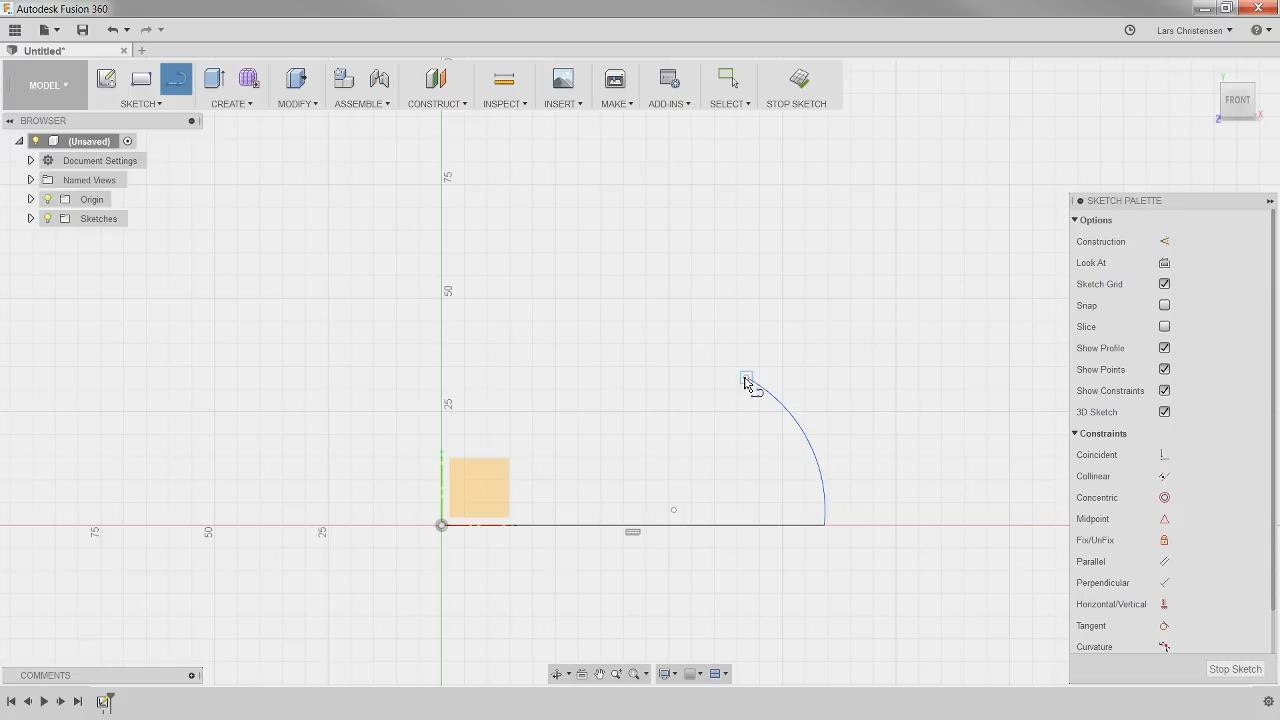 Autodesk Fusion 360
Lars Christensen
Untitled*
MODEL
SKETCH
CREATE
MODIFY
ASSEMBLE
CONSTRUCT
INSPECT
INSERT
MAKE
ADD-INS
SELECT
STOP SKETCH
Y
FRONT
X
Z
BROWSER
(Unsaved)
Document Settings
Named Views
Origin
Sketches
75
50
25
75
50
25
SKETCH PALETTE
Options
Construction
Look At
Sketch Grid
Snap
Slice
Show Profile
Show Points
Show Constraints
3D Sketch
Constraints
Coincident
Collinear
Concentric
Midpoint
Fix/UnFix
Parallel
Perpendicular
Horizontal/Vertical
Tangent
Curvature
Stop Sketch
COMMENTS